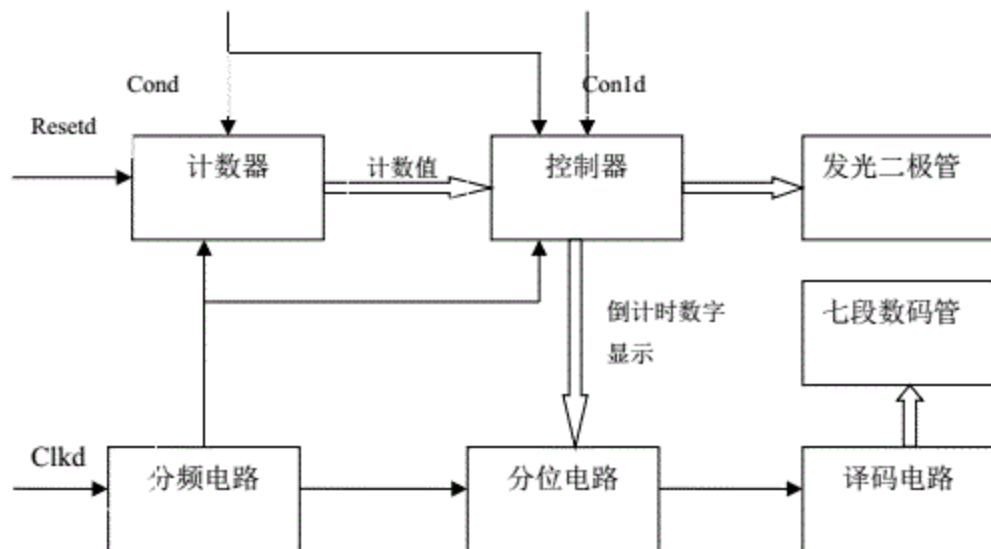 Cond
Con1d
Resetd
计数器
计数值
控制器
发光二极管
倒计时数字
显示
七段数码管
Clkd
分频电路
分位电路
译码电路